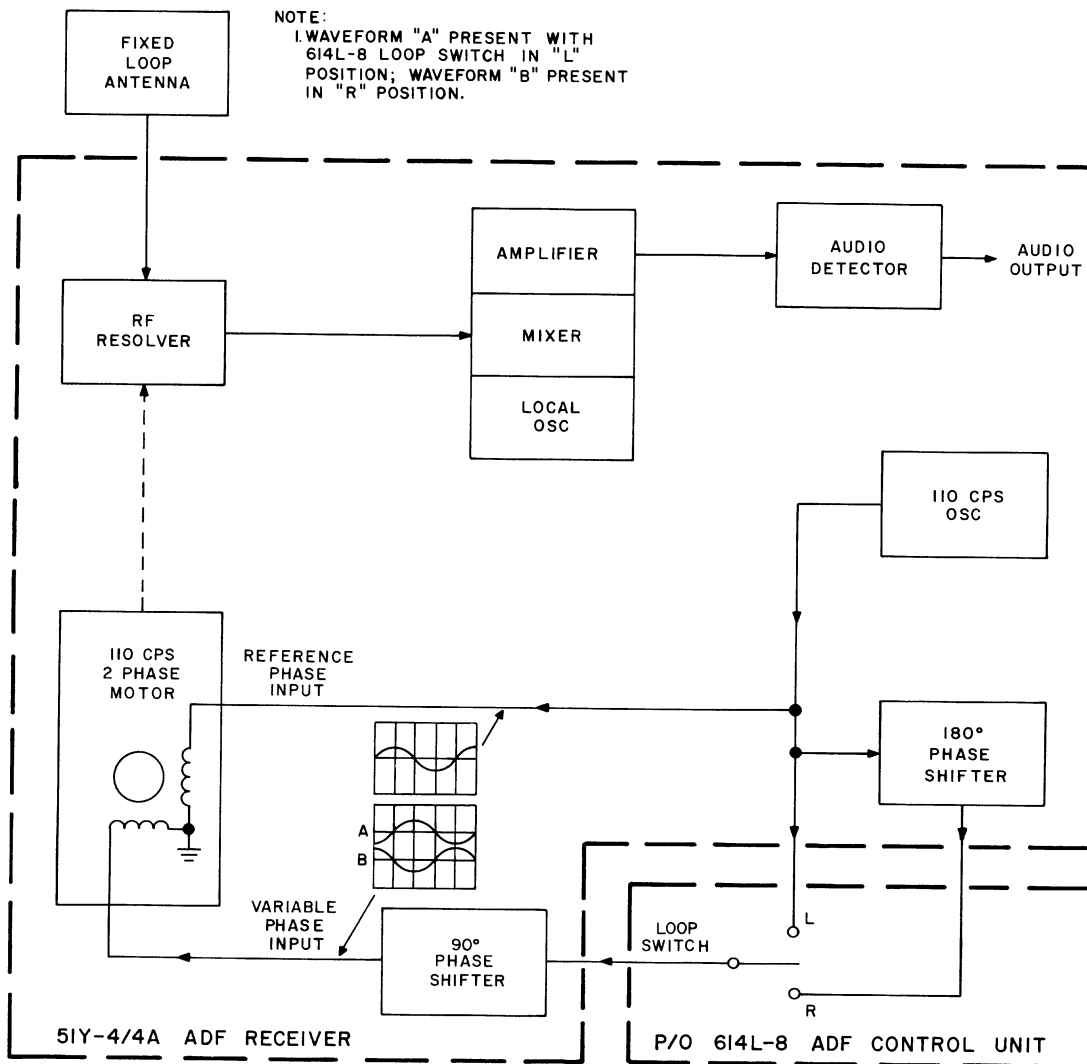 NOTE:
1. WAVEFORM "A" PRESENT WITH
614L-8 LOOP SWITCH IN "L"
POSITION; WAVEFORM "B" PRESENT
IN "R" POSITION.
FIXED
LOOP
ANTENNA
RF
RESOLVER
AMPLIFIER
MIXER
LOCAL
OSC
AUDIO
DETECTOR
AUDIO
OUTPUT
110 CPS
OSC
110 CPS
2 PHASE
MOTOR
REFERENCE
PHASE
INPUT
180°
PHASE
SHIFTER
A
B
VARIABLE
PHASE
INPUT
90°
PHASE
SHIFTER
LOOP
SWITCH
L
R
51Y-4/4A ADF RECEIVER
P/O 614L-8 ADF CONTROL UNIT